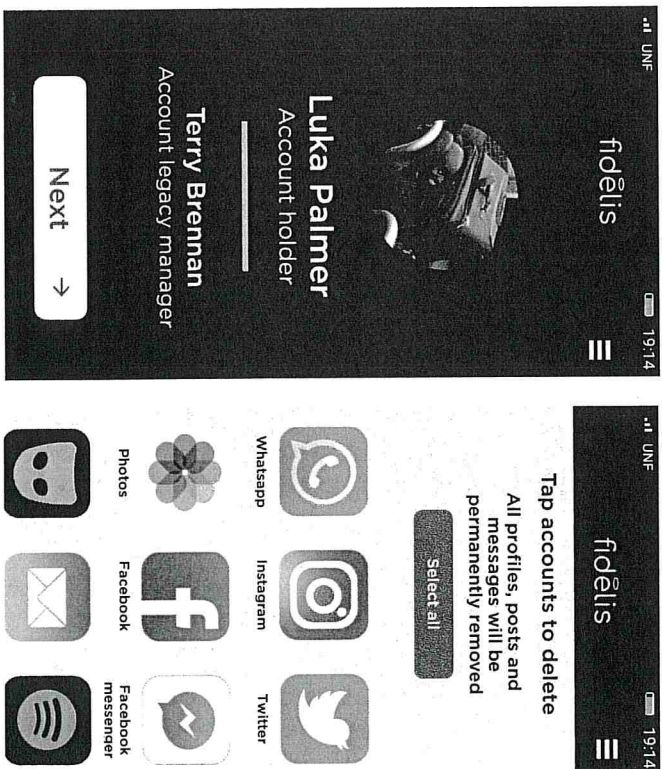 UNF
19:14
fidêlis
Luka Palmer
Account holder
Terry Brennan
Account legacy manager
Next →
UNF
19:14
fidêlis
Tap accounts to delete
All profiles, posts and
messages will be
permanently removed
Select all
Whatsapp
Instagram
Twitter
Photos
Facebook
Facebook
messenger